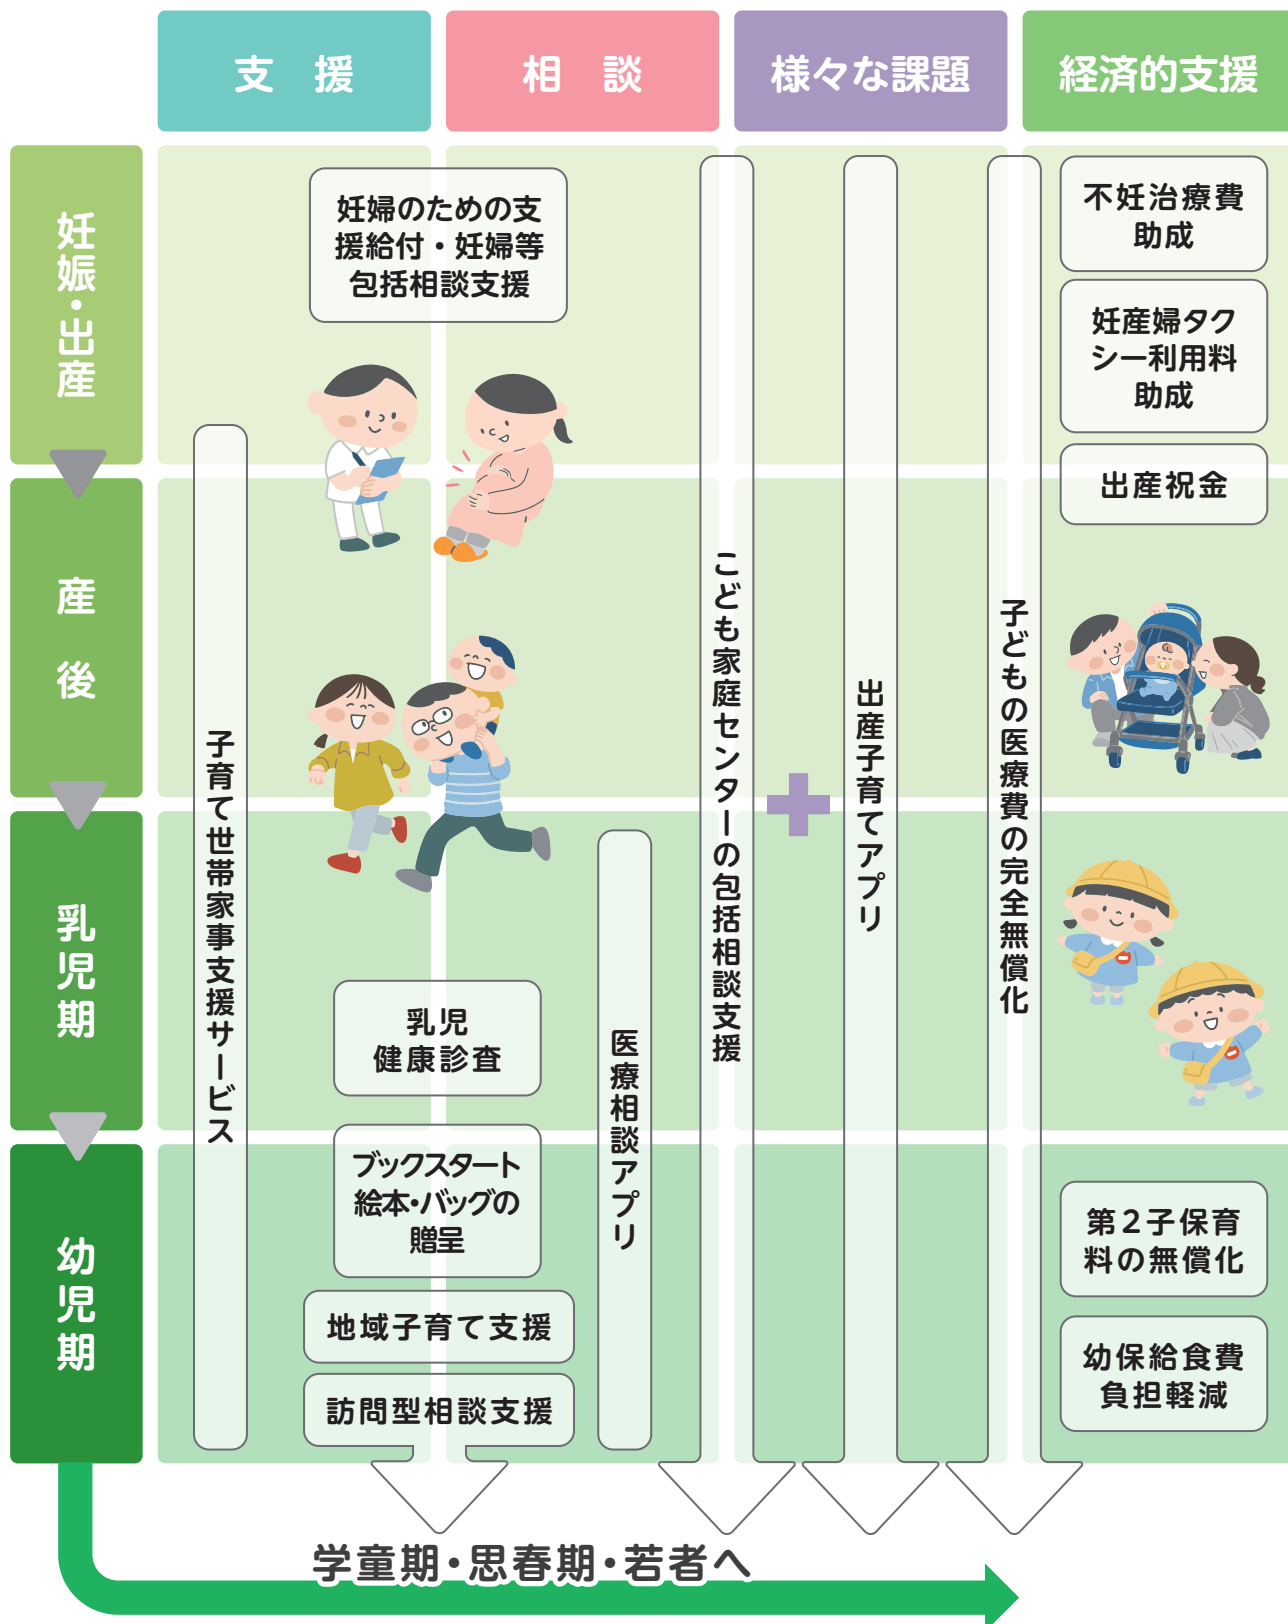 支　援
相　談
様々な課題
経済的支援
妊娠・出産
産　後
乳児期
幼児期
妊婦のための支
援給付・妊婦等
包括相談支援
子育て世帯家事支援サービス
乳児
健康診査
ブックスタート
絵本・バッグの
贈呈
地域子育て支援
訪問型相談支援
医療相談アプリ
こども家庭センターの包括相談支援
出産子育てアプリ
子どもの医療費の完全無償化
不妊治療費
助成
妊産婦タク
シー利用料
助成
出産祝金
第2子保育
料の無償化
幼保給食費
負担軽減
学童期・思春期・若者へ